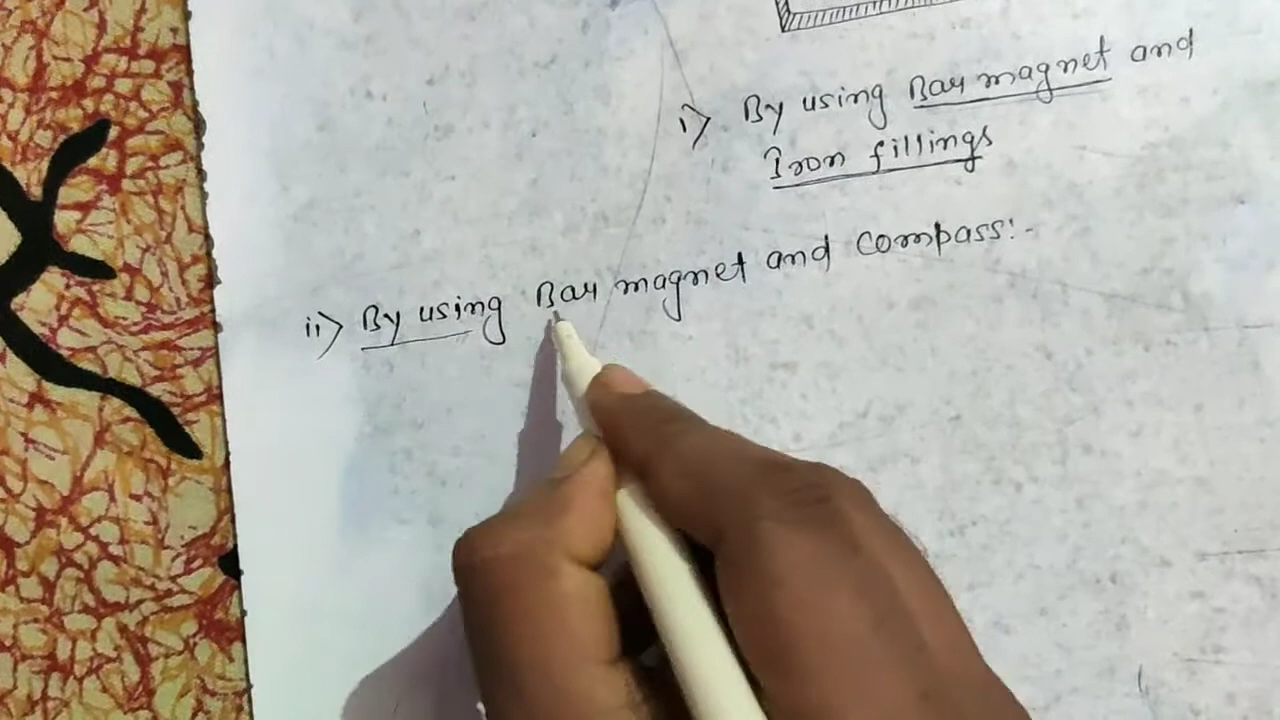 i) By using Bar magnet and
Iron fillings
ii) By using Bar magnet and compass:-